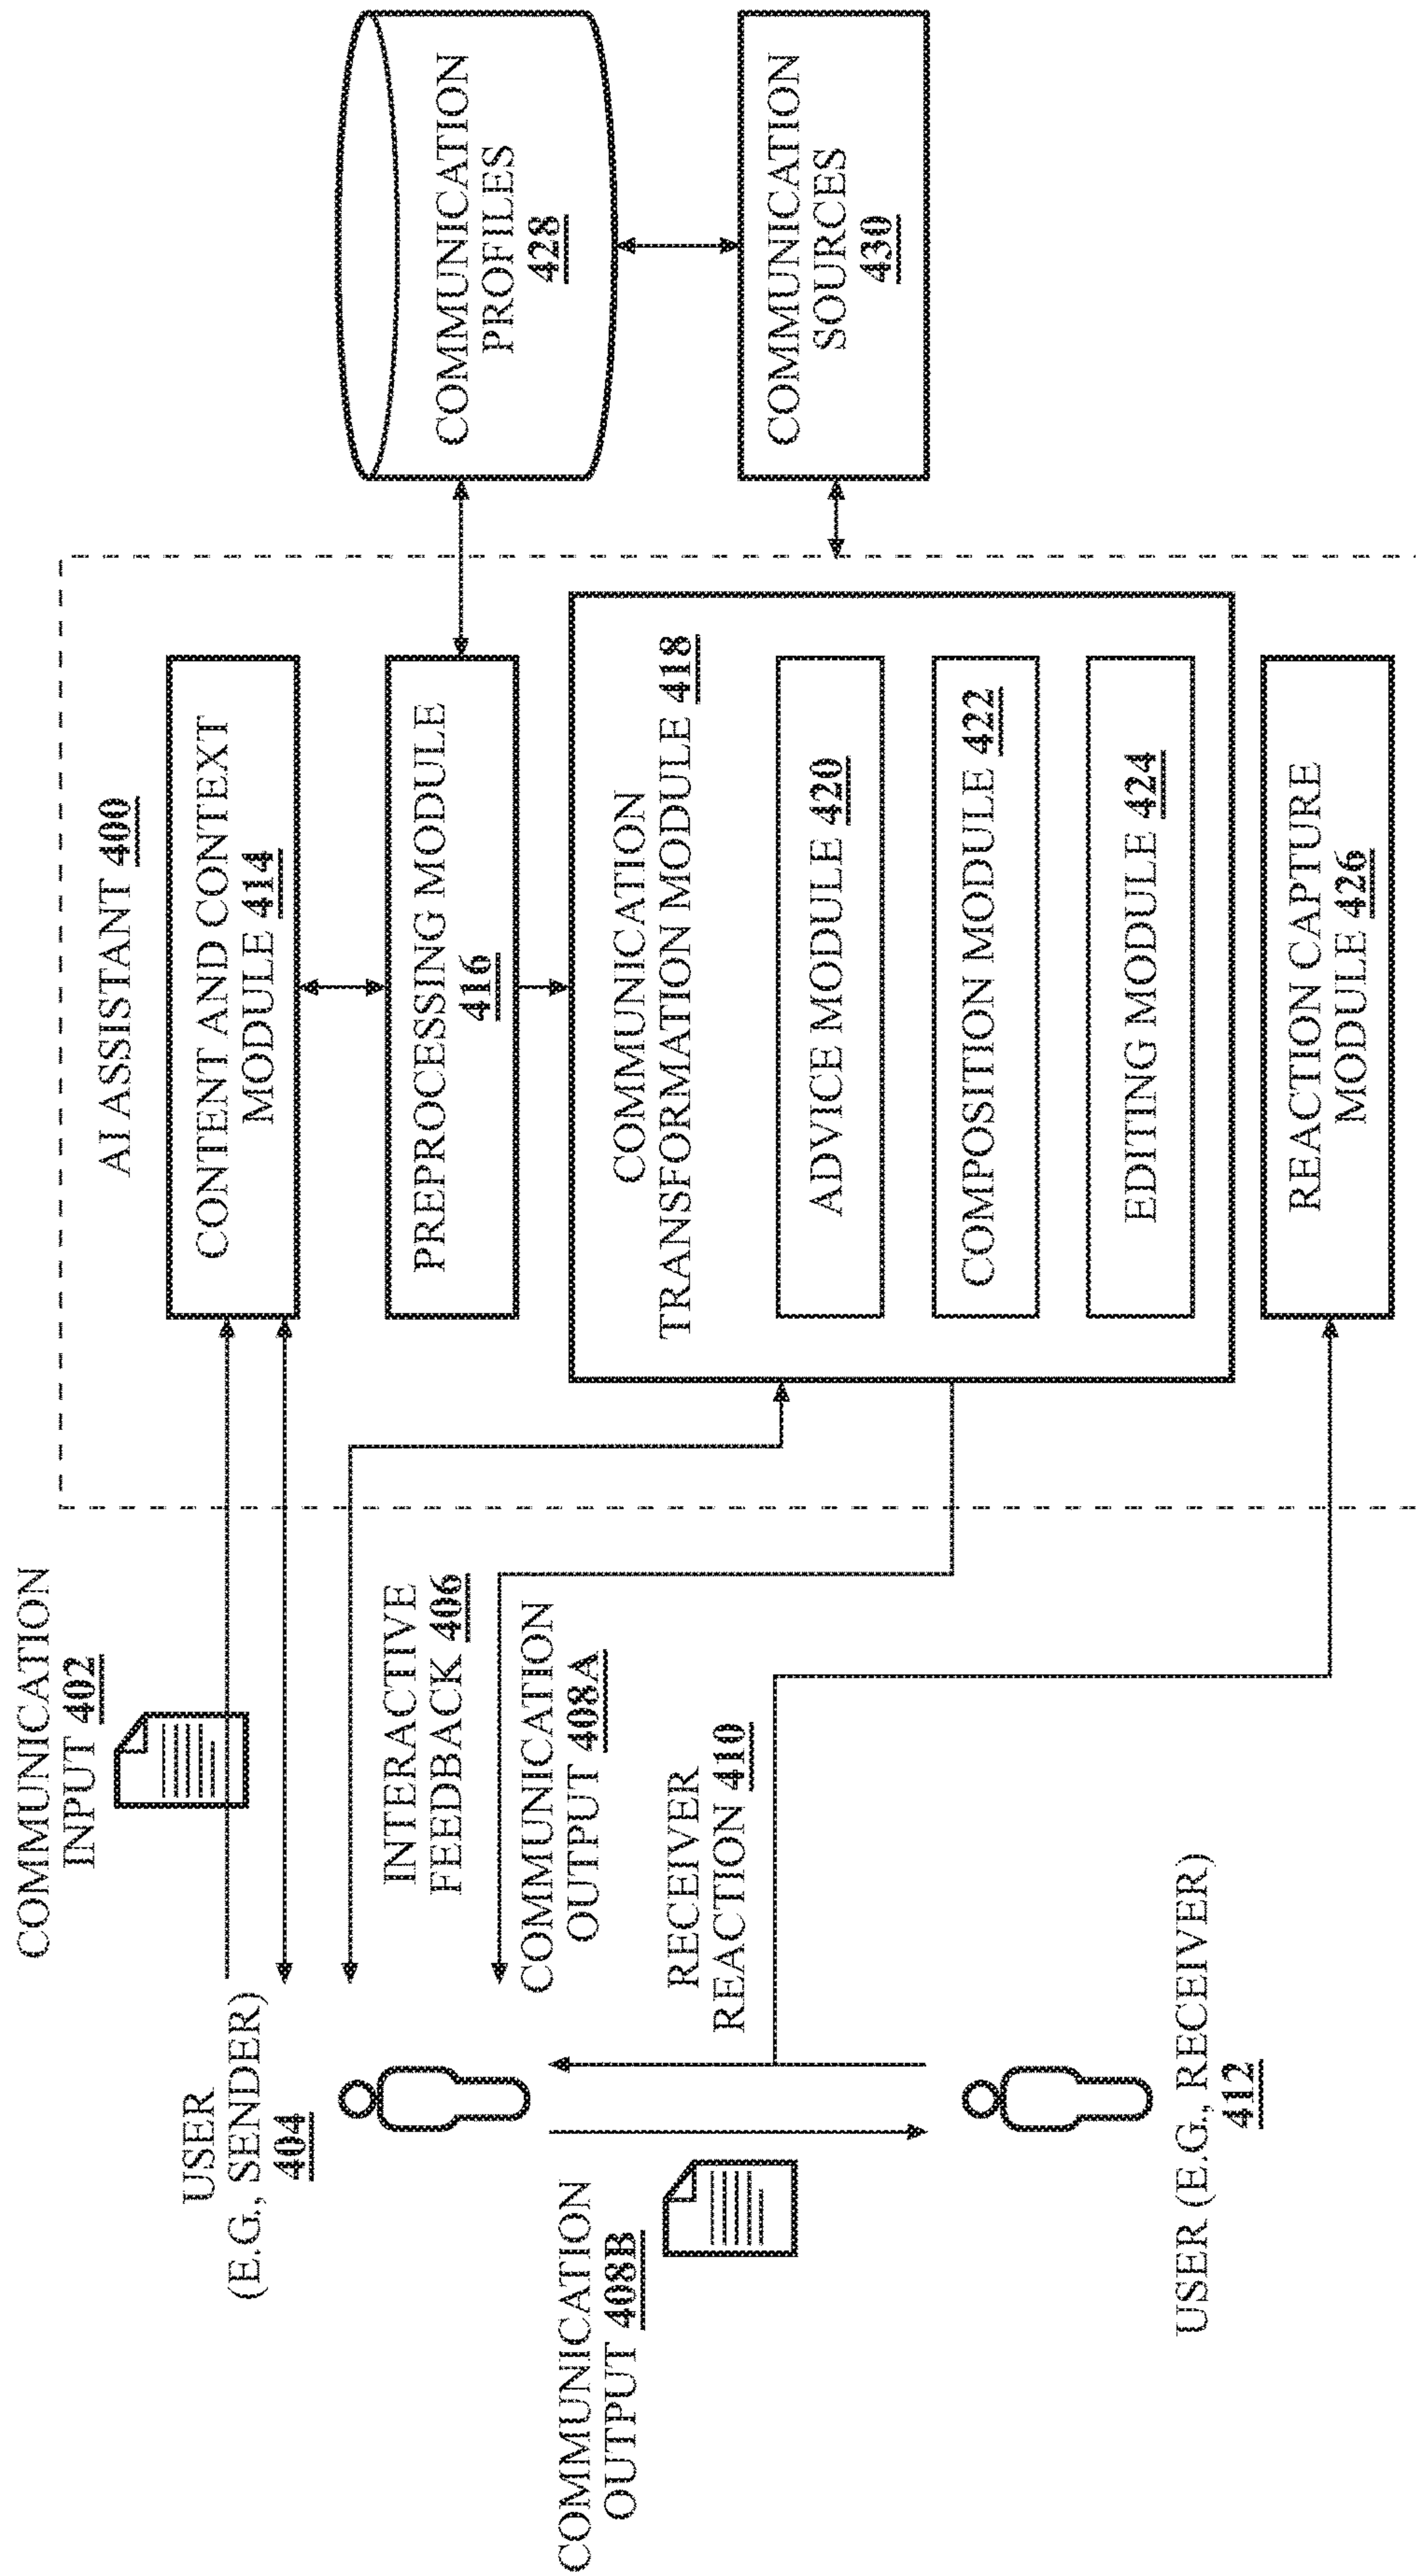 COMMUNICATION
INPUT 402
USER
(E.G., SENDER)
404
INTERACTIVE
FEEDBACK 406
COMMUNICATION
OUTPUT 408A
COMMUNICATION
OUTPUT 408B
RECEIVER
REACTION 410
USER (E.G., RECEIVER)
412
AI ASSISTANT 400
CONTENT AND CONTEXT
MODULE 414
PREPROCESSING MODULE
416
COMMUNICATION
TRANSFORMATION MODULE 418
ADVICE MODULE 420
COMPOSITION MODULE 422
EDITING MODULE 424
REACTION CAPTURE
MODULE 426
COMMUNICATION
PROFILES
428
COMMUNICATION
SOURCES
430